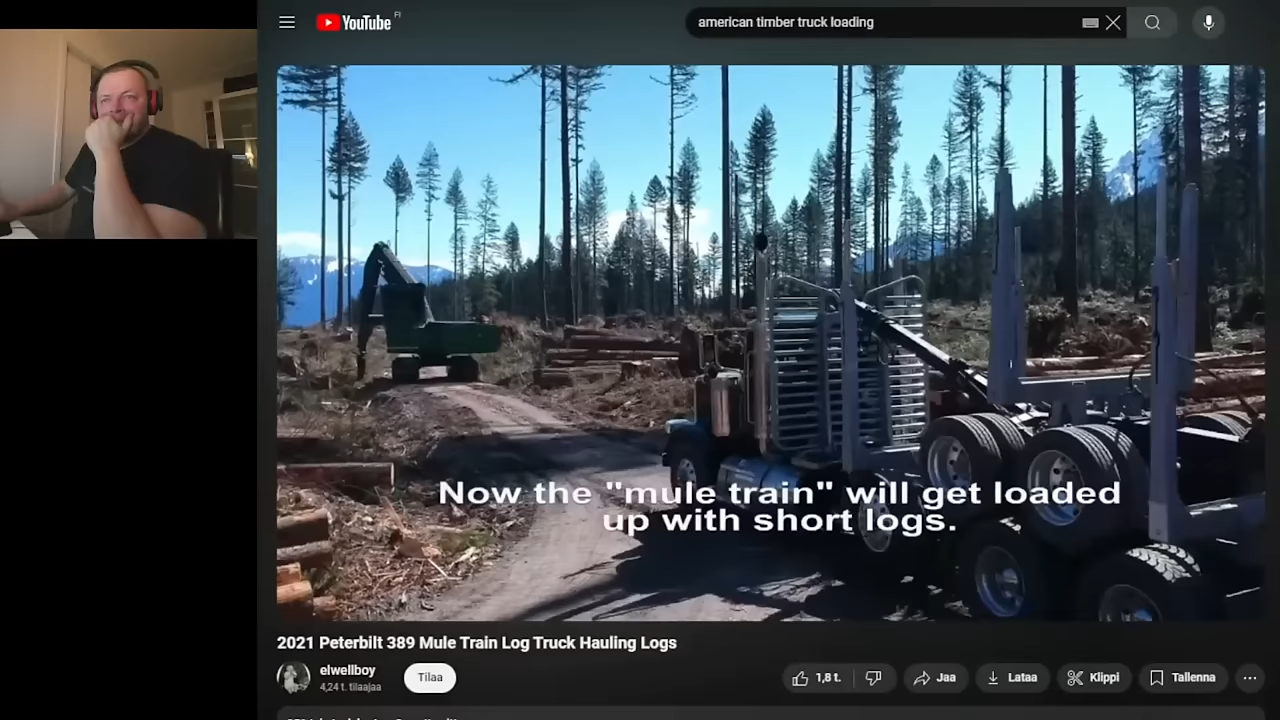 YouTube FI
american timber truck loading
Now the "mule train" will get loaded
up with short logs.
2021 Peterbilt 389 Mule Train Log Truck Hauling Logs
elwellboy
4,24 t. tilaajaa
Tilaa
1,8 t.
Jaa
Lataa
Klippi
Tallenna